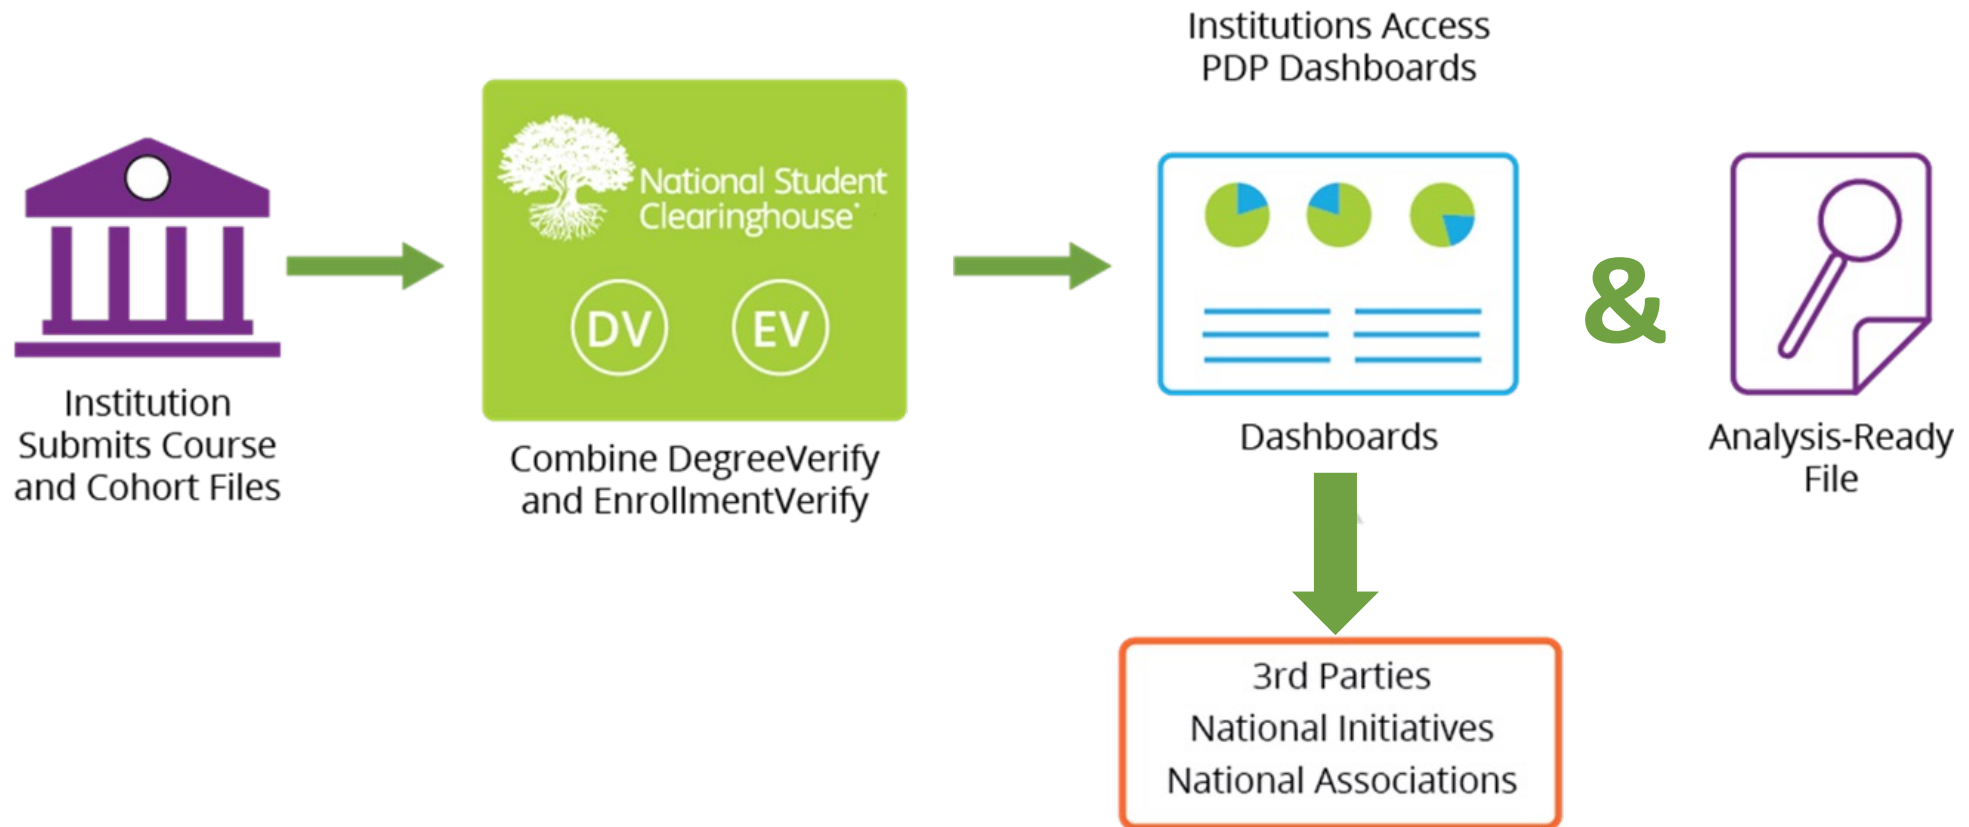 Institution
Submits Course
and Cohort Files
National Student
Clearinghouse
DV
EV
Combine DegreeVerify
and EnrollmentVerify
Institutions Access
PDP Dashboards
Dashboards
&
Analysis-Ready
File
3rd Parties
National Initiatives
National Associations